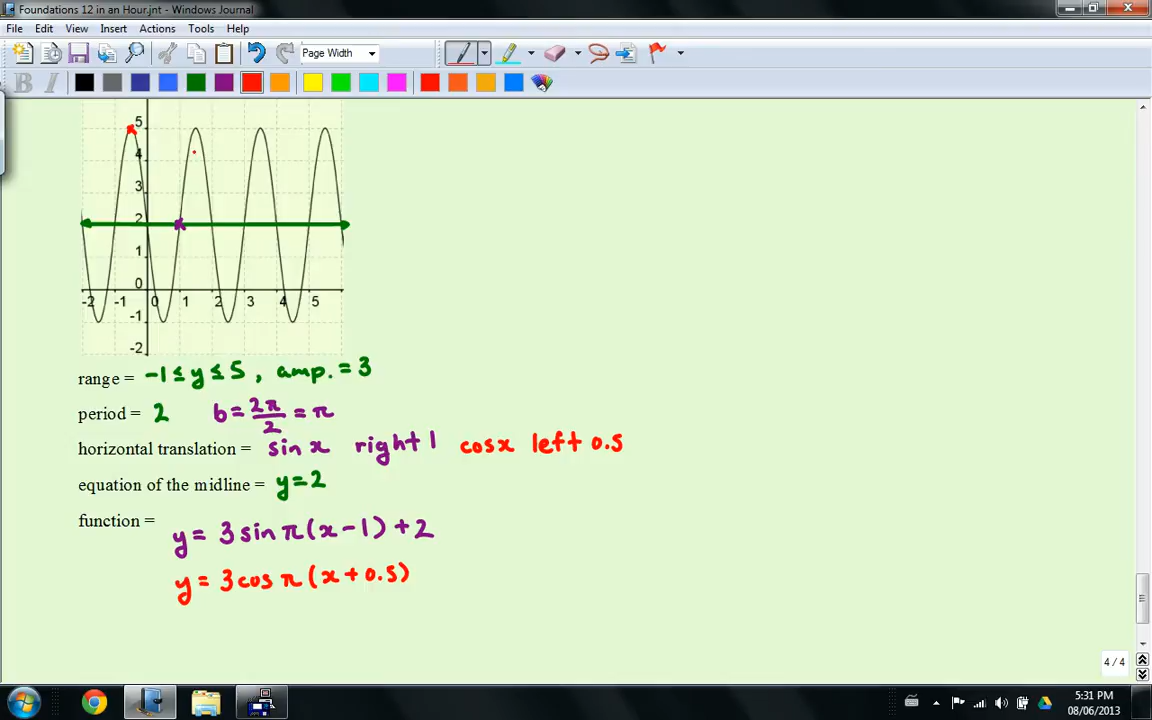 Foundations 12 in an Hour.jnt - Windows Journal
File Edit View Insert Actions Tools Help
Page Width
B I
5
4
3
2
1
0
-2 -1 0 1 2 3 4 5
-1
-2
range = -1 ≤ y ≤ 5 , amp. = 3
period = 2 b = 2π/2 = π
horizontal translation = sin x right 1 cos x left 0.5
equation of the midline = y = 2
function =
y = 3 sin π(x - 1) + 2
y = 3 cos π(x + 0.5)
4 / 4
5:31 PM
08/06/2013